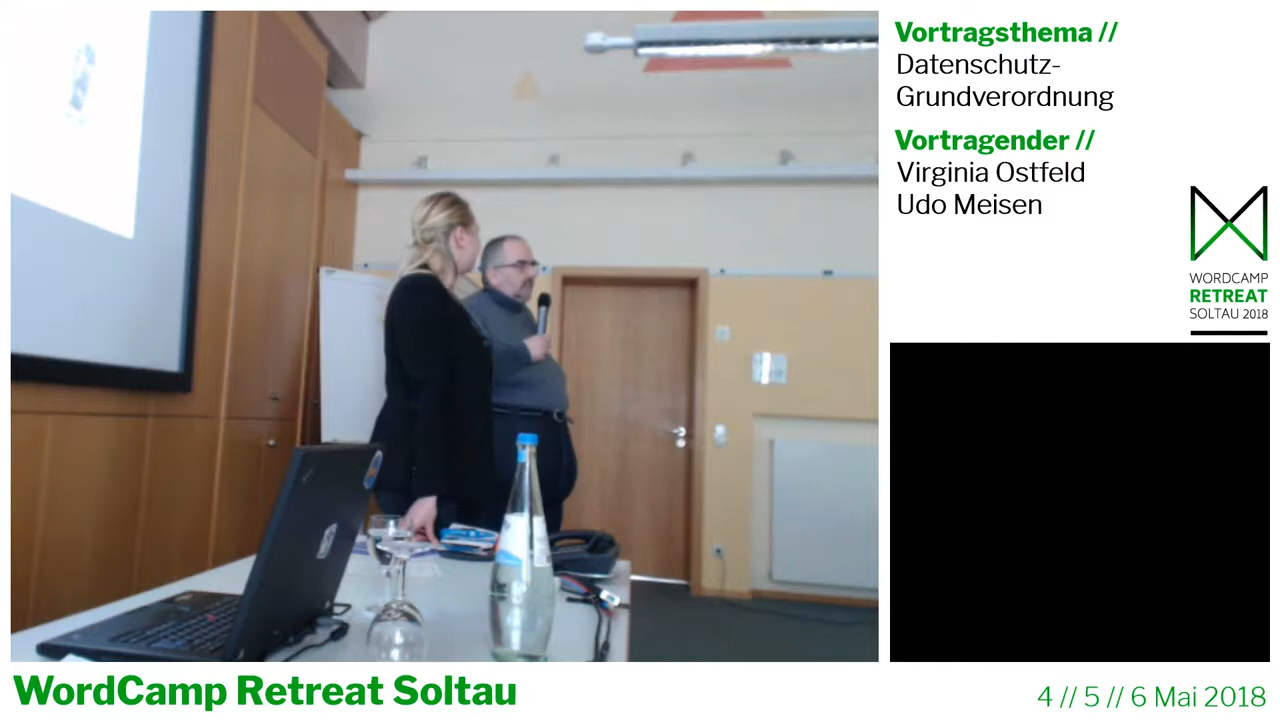 Vortragsthema //
Datenschutz-
Grundverordnung
Vortragender //
Virginia Ostfeld
Udo Meisen
WORDCAMP
RETREAT
SOLTAU 2018
WordCamp Retreat Soltau
4 // 5 // 6 Mai 2018